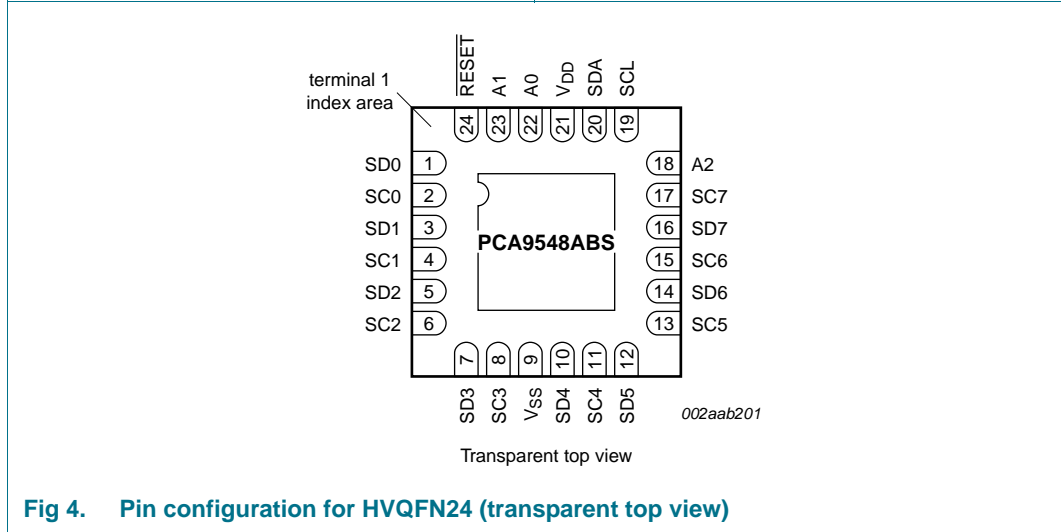 RESET
A1
A0
VDD
SDA
SCL
terminal 1
index area
24
23
22
21
20
19
SD0 1
18 A2
SC0 2
17 SC7
SD1 3
16 SD7
PCA9548ABS
SC1 4
15 SC6
SD2 5
14 SD6
SC2 6
13 SC5
7
8
9
10
11
12
SD3
SC3
VSS
SD4
SC4
SD5
002aab201
Transparent top view
Fig 4. Pin configuration for HVQFN24 (transparent top view)